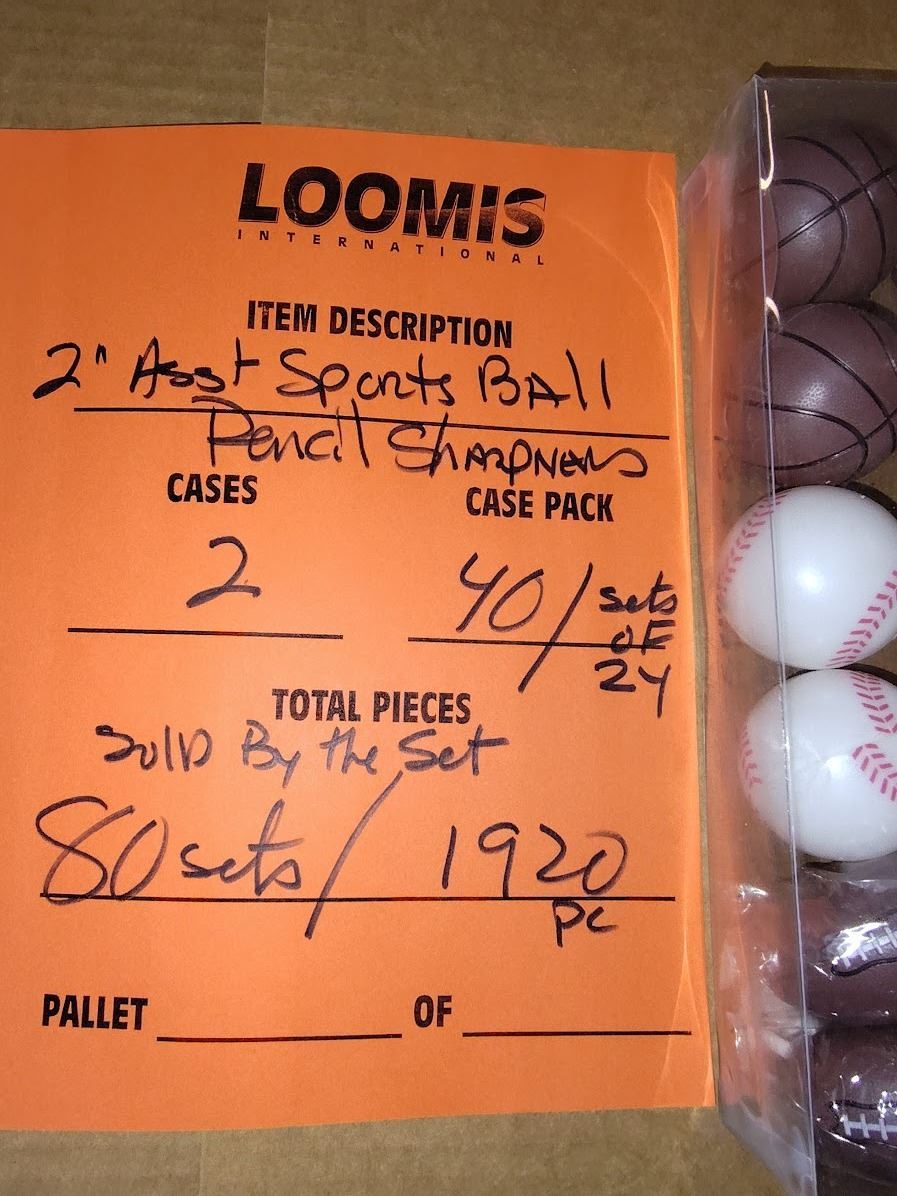 LOOMIS
INTERNATIONAL
ITEM DESCRIPTION
2" Asst Sports Ball
Pencil Sharpners
CASES
CASE PACK
2
40/ sets
of
24
TOTAL PIECES
Sold By the Set
80 sets/ 1920
pc
PALLET OF